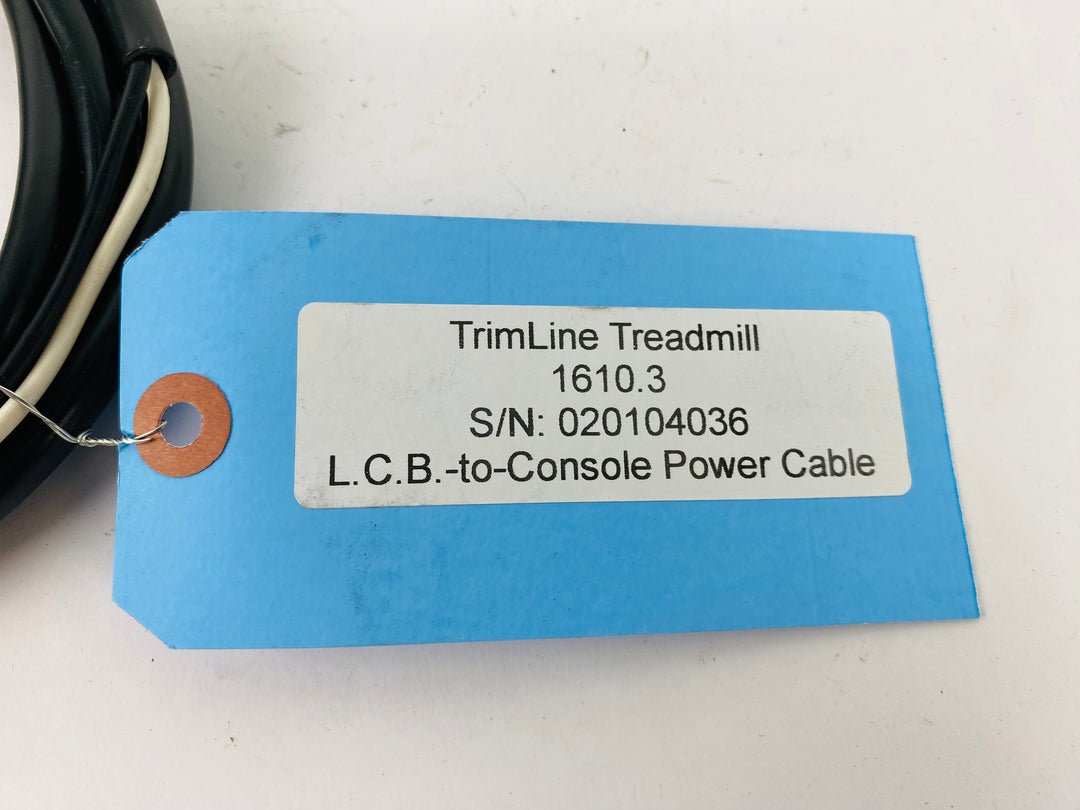 TrimLine Treadmill
1610.3
S/N: 020104036
L.C.B.-to-Console Power Cable